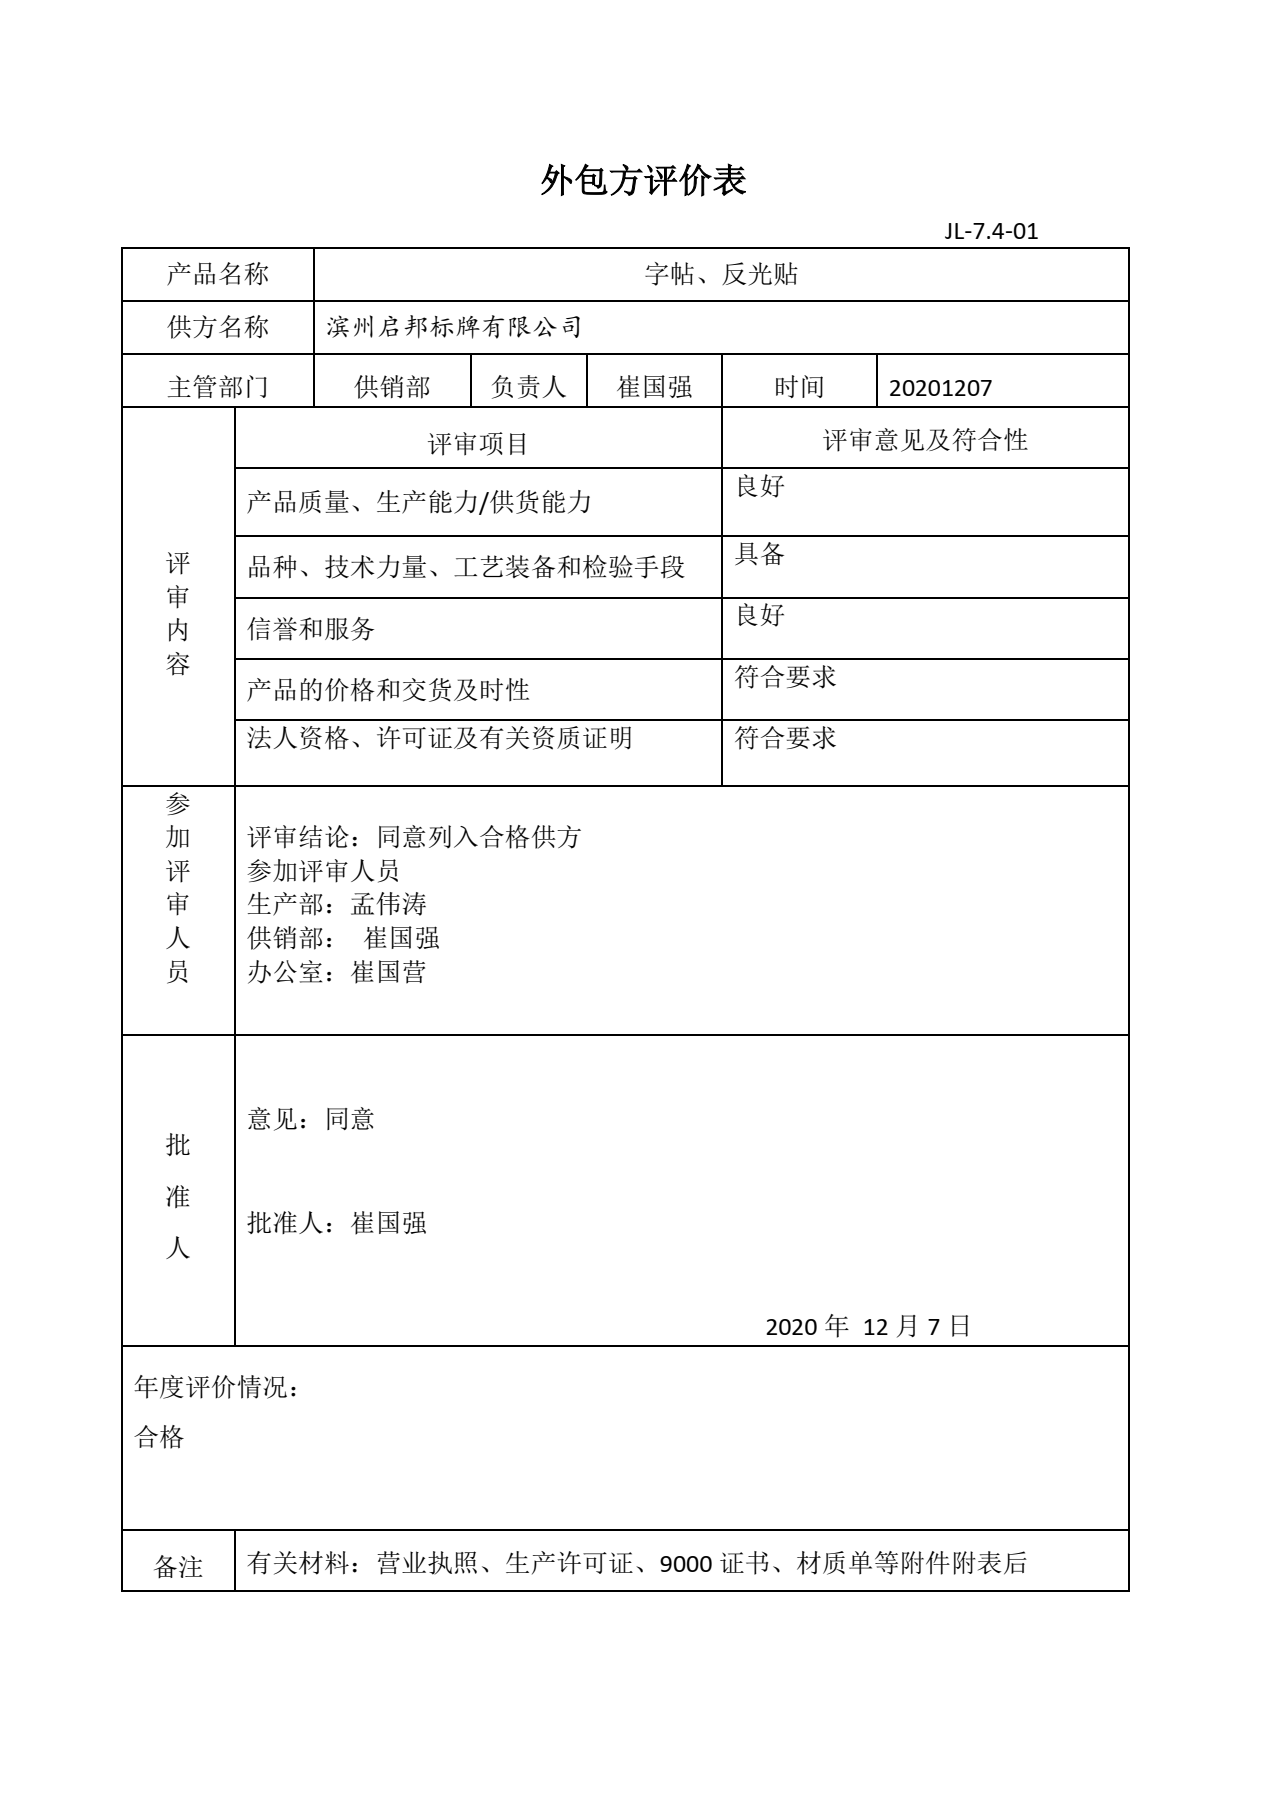 外包方评价表
JL-7.4-01
产品名称 字帖、反光贴
供方名称 滨州启邦标牌有限公司
主管部门 供销部 负责人 崔国强 时间 20201207
评审内容
评审项目 评审意见及符合性
产品质量、生产能力/供货能力 良好
品种、技术力量、工艺装备和检验手段 具备
信誉和服务 良好
产品的价格和交货及时性 符合要求
法人资格、许可证及有关资质证明 符合要求
参加评审人员
评审结论：同意列入合格供方
参加评审人员
生产部：孟伟涛
供销部： 崔国强
办公室：崔国营
批准人
意见：同意
批准人：崔国强
2020 年 12 月 7 日
年度评价情况：
合格
备注 有关材料：营业执照、生产许可证、9000 证书、材质单等附件附表后